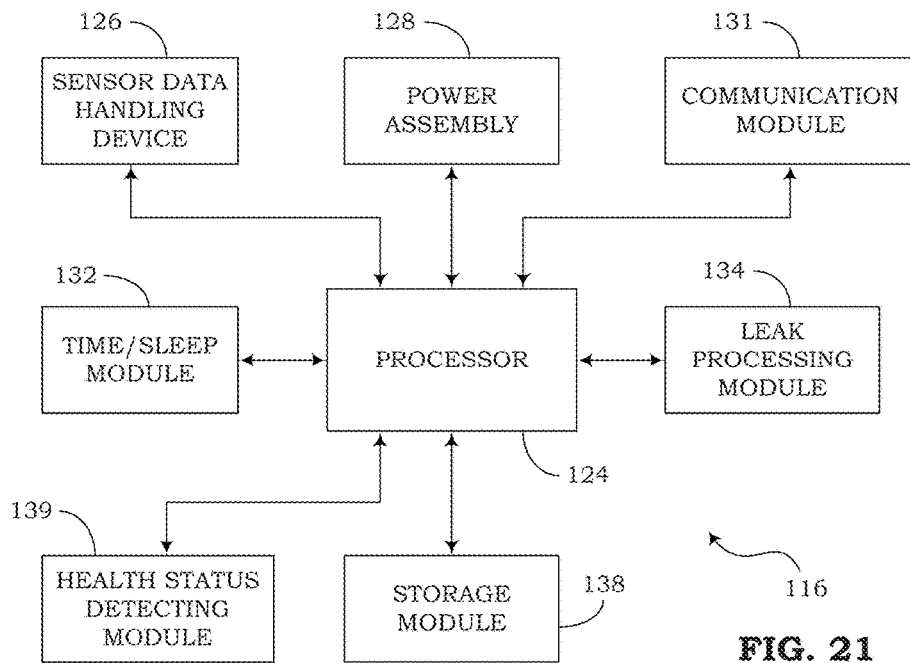 126
128
131
SENSOR DATA
HANDLING
DEVICE
POWER
ASSEMBLY
COMMUNICATION
MODULE
132
134
TIME/SLEEP
MODULE
PROCESSOR
LEAK
PROCESSING
MODULE
124
139
HEALTH STATUS
DETECTING
MODULE
STORAGE
MODULE
138
116
FIG. 21